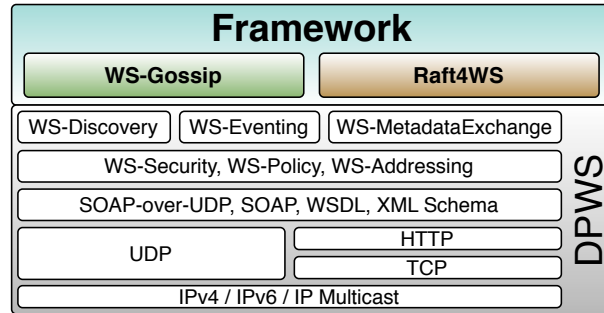 Framework
WS-Gossip
Raft4WS
WS-Discovery
WS-Eventing
WS-MetadataExchange
WS-Security, WS-Policy, WS-Addressing
SOAP-over-UDP, SOAP, WSDL, XML Schema
UDP
HTTP
TCP
IPv4 / IPv6 / IP Multicast
DPWS